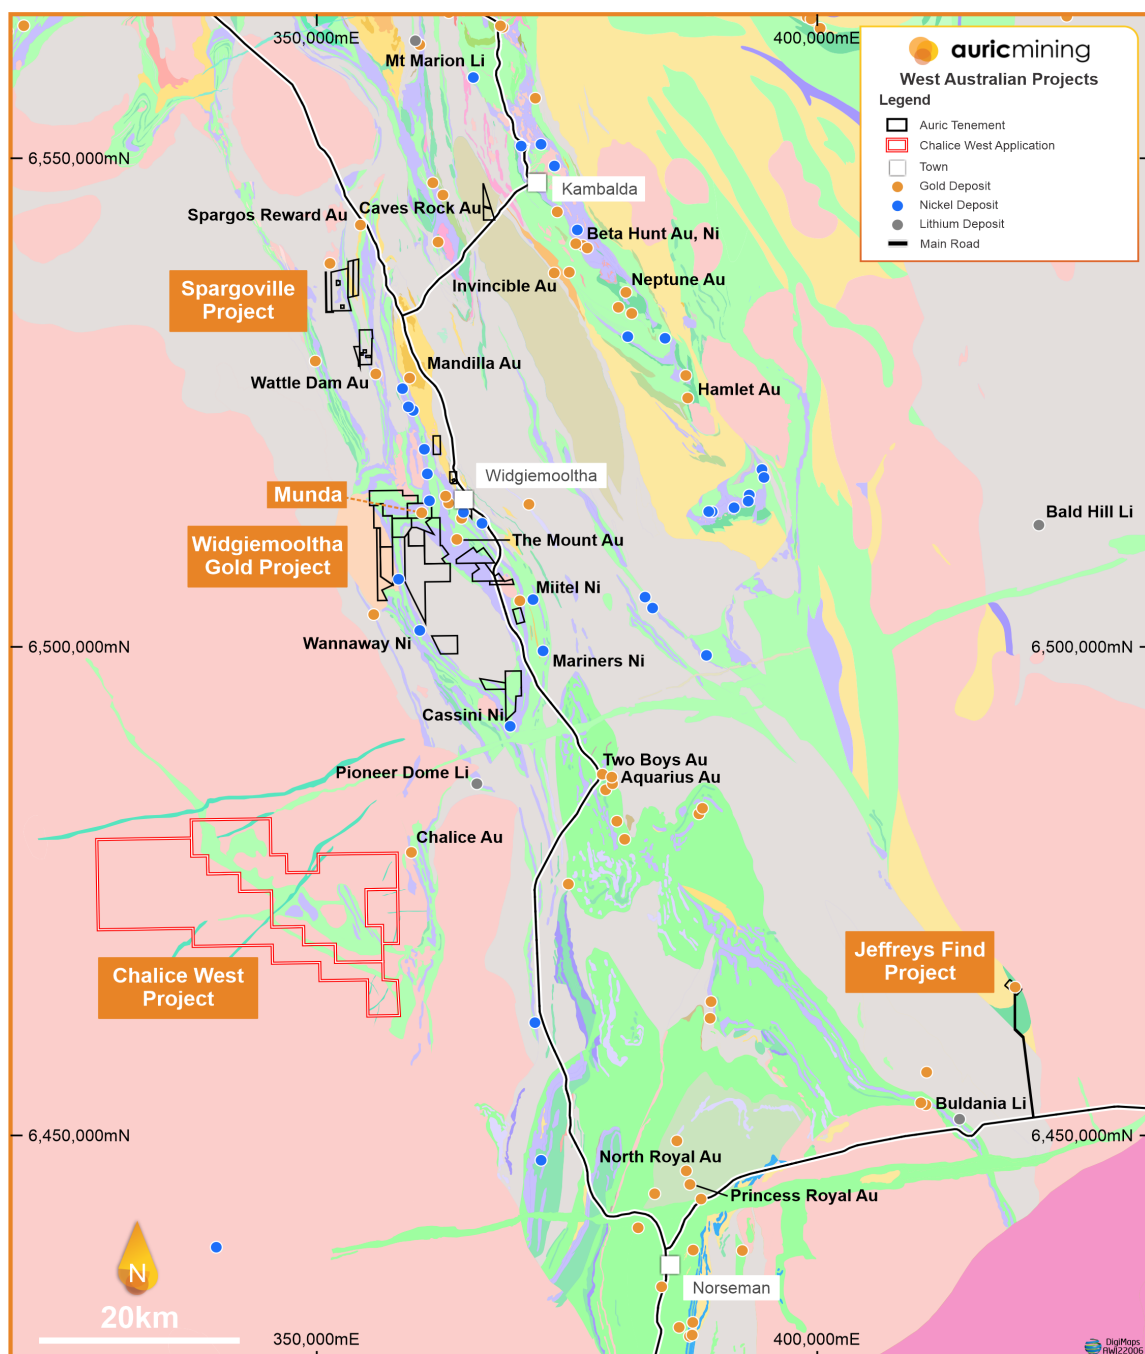 350,000mE
400,000mE
auricmining
West Australian Projects
Legend
Auric Tenement
Chalice West Application
Town
Gold Deposit
Nickel Deposit
Lithium Deposit
Main Road
Mt Marion Li
6,550,000mN
Kambalda
Caves Rock Au
Spargos Reward Au
Beta Hunt Au, Ni
Invincible Au
Neptune Au
Spargoville
Project
Mandilla Au
Wattle Dam Au
Hamlet Au
Widgiemooltha
Munda
Bald Hill Li
Widgiemooltha
Gold Project
The Mount Au
Miitel Ni
Wannaway Ni
6,500,000mN
6,500,000mN
Mariners Ni
Cassini Ni
Two Boys Au
Pioneer Dome Li
Aquarius Au
Chalice Au
Jeffreys Find
Project
Chalice West
Project
Buldania Li
6,450,000mN
6,450,000mN
North Royal Au
Princess Royal Au
N
20km
Norseman
350,000mE
400,000mE
DigiMaps
AWI22006